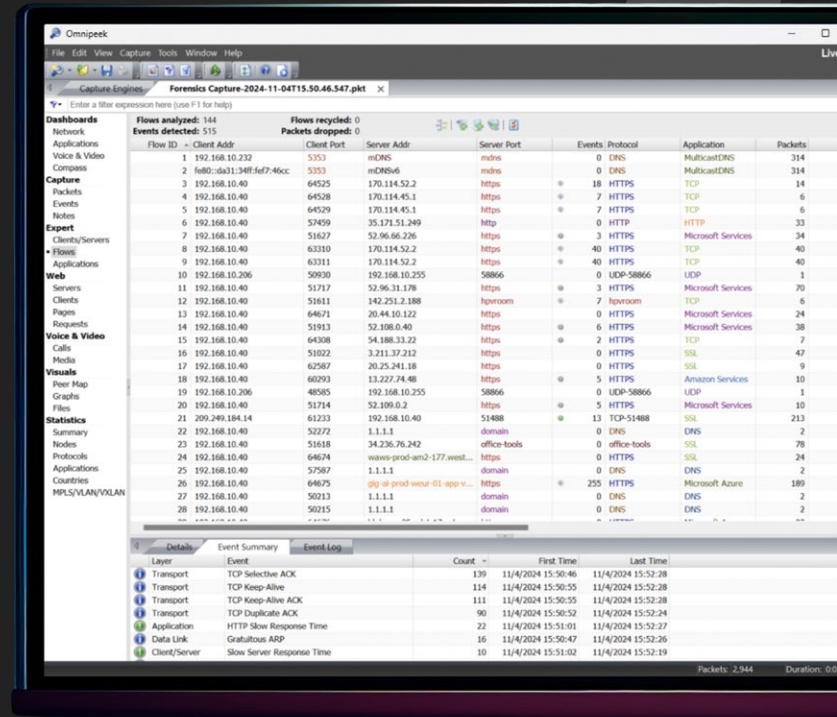 Omnipeek
File Edit View Capture Tools Window Help
Live
Capture Engines Forensics Capture-2024-11-04T15.50.46.547.pkt
Enter a filter expression here (use F1 for help)
Dashboards
Network
Applications
Voice & Video
Compass
Capture
Packets
Events
Notes
Expert
Clients/Servers
Flows
Applications
Web
Servers
Clients
Pages
Requests
Voice & Video
Calls
Media
Visuals
Peer Map
Graphs
Files
Statistics
Summary
Nodes
Protocols
Applications
Countries
MPLS/VLAN/VXLAN
Flows analyzed: 144 Flows recycled: 0
Events detected: 515 Packets dropped: 0
Flow ID Client Addr Client Port Server Addr Server Port Events Protocol Application Packets
1 192.168.10.232 5353 mDNS mdns 0 DNS MulticastDNS 314
2 fe80::da31:34ff:fef7:46cc 5353 mDNSv6 mdns 0 DNS MulticastDNS 314
3 192.168.10.40 64525 170.114.52.2 https 18 HTTPS TCP 14
4 192.168.10.40 64528 170.114.45.1 https 7 HTTPS TCP 6
5 192.168.10.40 64529 170.114.45.1 https 7 HTTPS TCP 6
6 192.168.10.40 57459 35.171.51.249 http 0 HTTP HTTP 33
7 192.168.10.40 51627 52.96.66.226 https 3 HTTPS Microsoft Services 34
8 192.168.10.40 63310 170.114.52.2 https 40 HTTPS TCP 40
9 192.168.10.40 63311 170.114.52.2 https 40 HTTPS TCP 40
10 192.168.10.206 50930 192.168.10.255 58866 0 UDP-58866 UDP 1
11 192.168.10.40 51717 52.96.31.178 https 3 HTTPS Microsoft Services 70
12 192.168.10.40 51611 142.251.2.188 hpvroom 7 hpvroom TCP 6
13 192.168.10.40 64671 20.44.10.122 https 0 HTTPS Microsoft Services 24
14 192.168.10.40 51913 52.108.0.40 https 6 HTTPS Microsoft Services 38
15 192.168.10.40 64308 54.188.33.22 https 2 HTTPS TCP 7
16 192.168.10.40 51022 3.211.37.212 https 0 HTTPS SSL 47
17 192.168.10.40 62587 20.25.241.18 https 0 HTTPS SSL 9
18 192.168.10.40 60293 13.227.74.48 https 5 HTTPS Amazon Services 10
19 192.168.10.206 48585 192.168.10.255 58866 0 UDP-58866 UDP 1
20 192.168.10.40 51714 52.109.0.2 https 5 HTTPS Microsoft Services 10
21 209.249.184.14 61233 192.168.10.40 51488 13 TCP-51488 SSL 213
22 192.168.10.40 52272 1.1.1.1 domain 0 DNS DNS 2
23 192.168.10.40 51618 34.236.76.242 office-tools 0 office-tools SSL 78
24 192.168.10.40 64674 waws-prod-am2-177.west... https 0 HTTPS SSL 24
25 192.168.10.40 57587 1.1.1.1 domain 0 DNS DNS 2
26 192.168.10.40 64675 gig-ai-prod-weur-01-app-v... https 255 HTTPS Microsoft Azure 189
27 192.168.10.40 50213 1.1.1.1 domain 0 DNS DNS 2
28 192.168.10.40 50215 1.1.1.1 domain 0 DNS DNS 2
Details Event Summary Event Log
Layer Event Count First Time Last Time
Transport TCP Selective ACK 139 11/4/2024 15:50:46 11/4/2024 15:52:28
Transport TCP Keep-Alive 114 11/4/2024 15:50:55 11/4/2024 15:52:28
Transport TCP Keep-Alive ACK 111 11/4/2024 15:50:55 11/4/2024 15:52:28
Transport TCP Duplicate ACK 90 11/4/2024 15:50:52 11/4/2024 15:52:24
Application HTTP Slow Response Time 22 11/4/2024 15:51:01 11/4/2024 15:52:27
Data Link Gratuitous ARP 16 11/4/2024 15:50:47 11/4/2024 15:52:26
Client/Server Slow Server Response Time 10 11/4/2024 15:51:02 11/4/2024 15:52:19
Packets: 2,944 Duration: 0:0